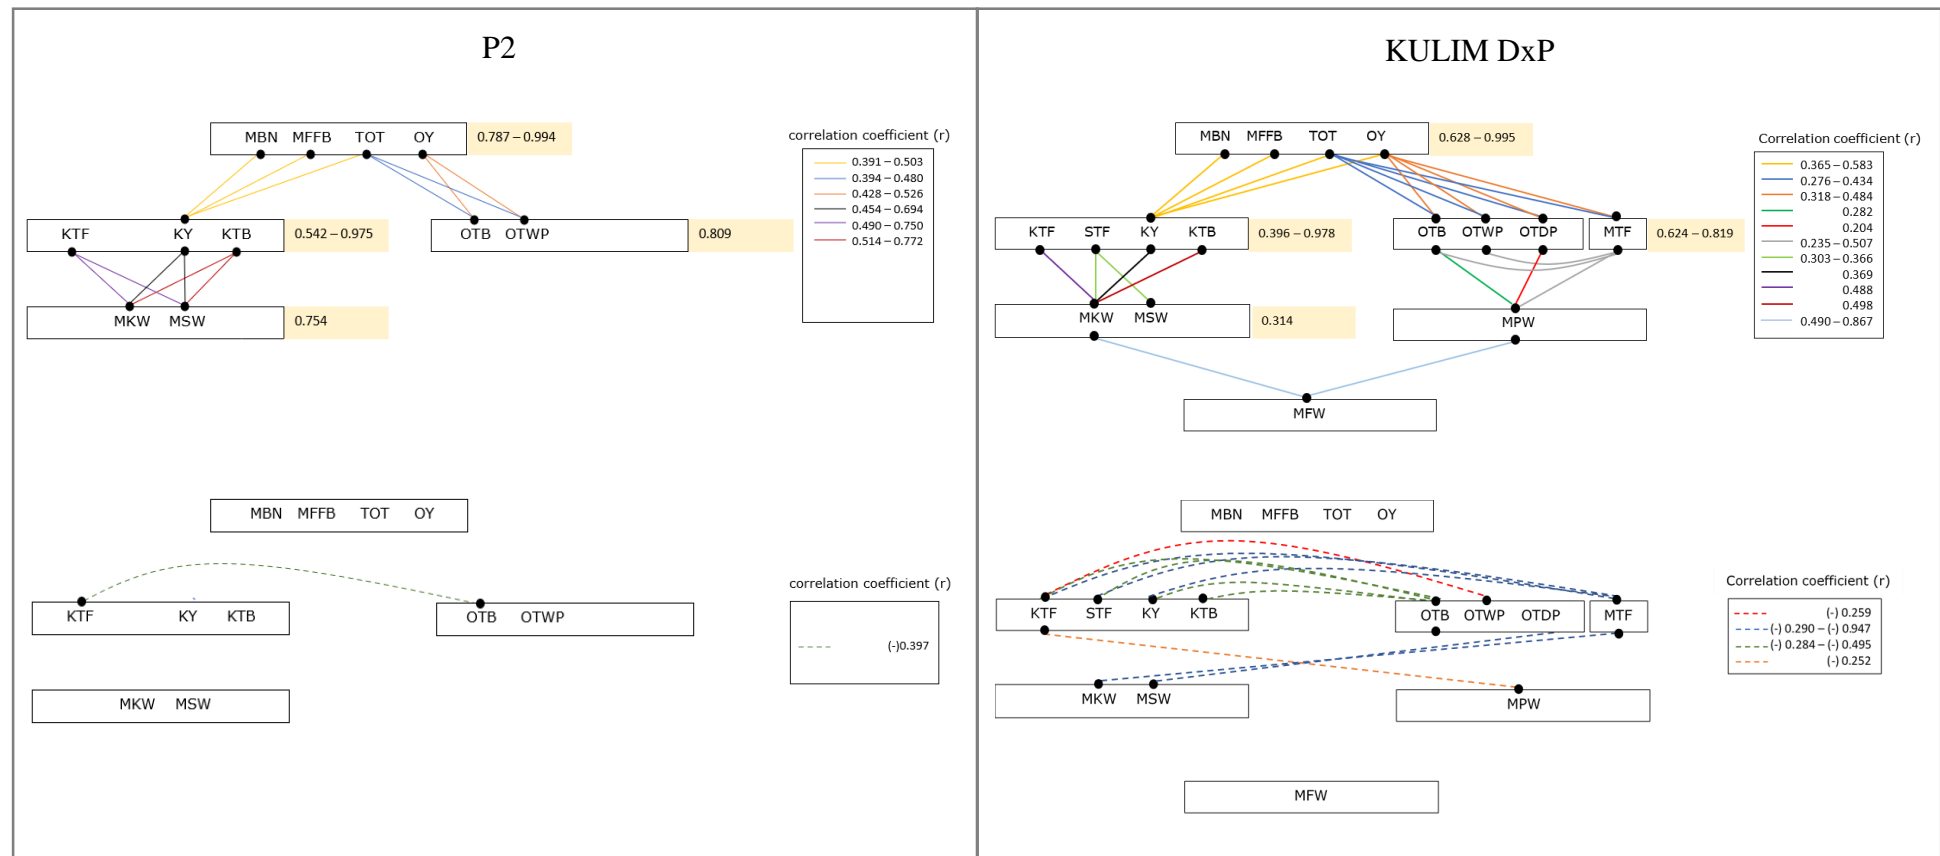 P2
MBN MFFB TOT OY
0.787 – 0.994
correlation coefficient (r)
0.391 – 0.503
0.394 – 0.480
0.428 – 0.526
0.454 – 0.694
0.490 – 0.750
0.514 – 0.772
KTF KY KTB
0.542 – 0.975
OTB OTWP
0.809
MKW MSW
0.754
MBN MFFB TOT OY
correlation coefficient (r)
(-)0.397
KTF KY KTB
OTB OTWP
MKW MSW
KULIM DxP
MBN MFFB TOT OY
0.628 – 0.995
Correlation coefficient (r)
0.365 – 0.583
0.276 – 0.434
0.318 – 0.484
0.282
0.204
0.235 – 0.507
0.303 – 0.366
0.369
0.488
0.498
0.490 – 0.867
KTF STF KY KTB
0.396 – 0.978
OTB OTWP OTDP MTF
0.624 – 0.819
MKW MSW
0.314
MPW
MFW
MBN MFFB TOT OY
Correlation coefficient (r)
(-) 0.259
(-) 0.290 – (-) 0.947
(-) 0.284 – (-) 0.495
(-) 0.252
KTF STF KY KTB
OTB OTWP OTDP MTF
MKW MSW
MPW
MFW